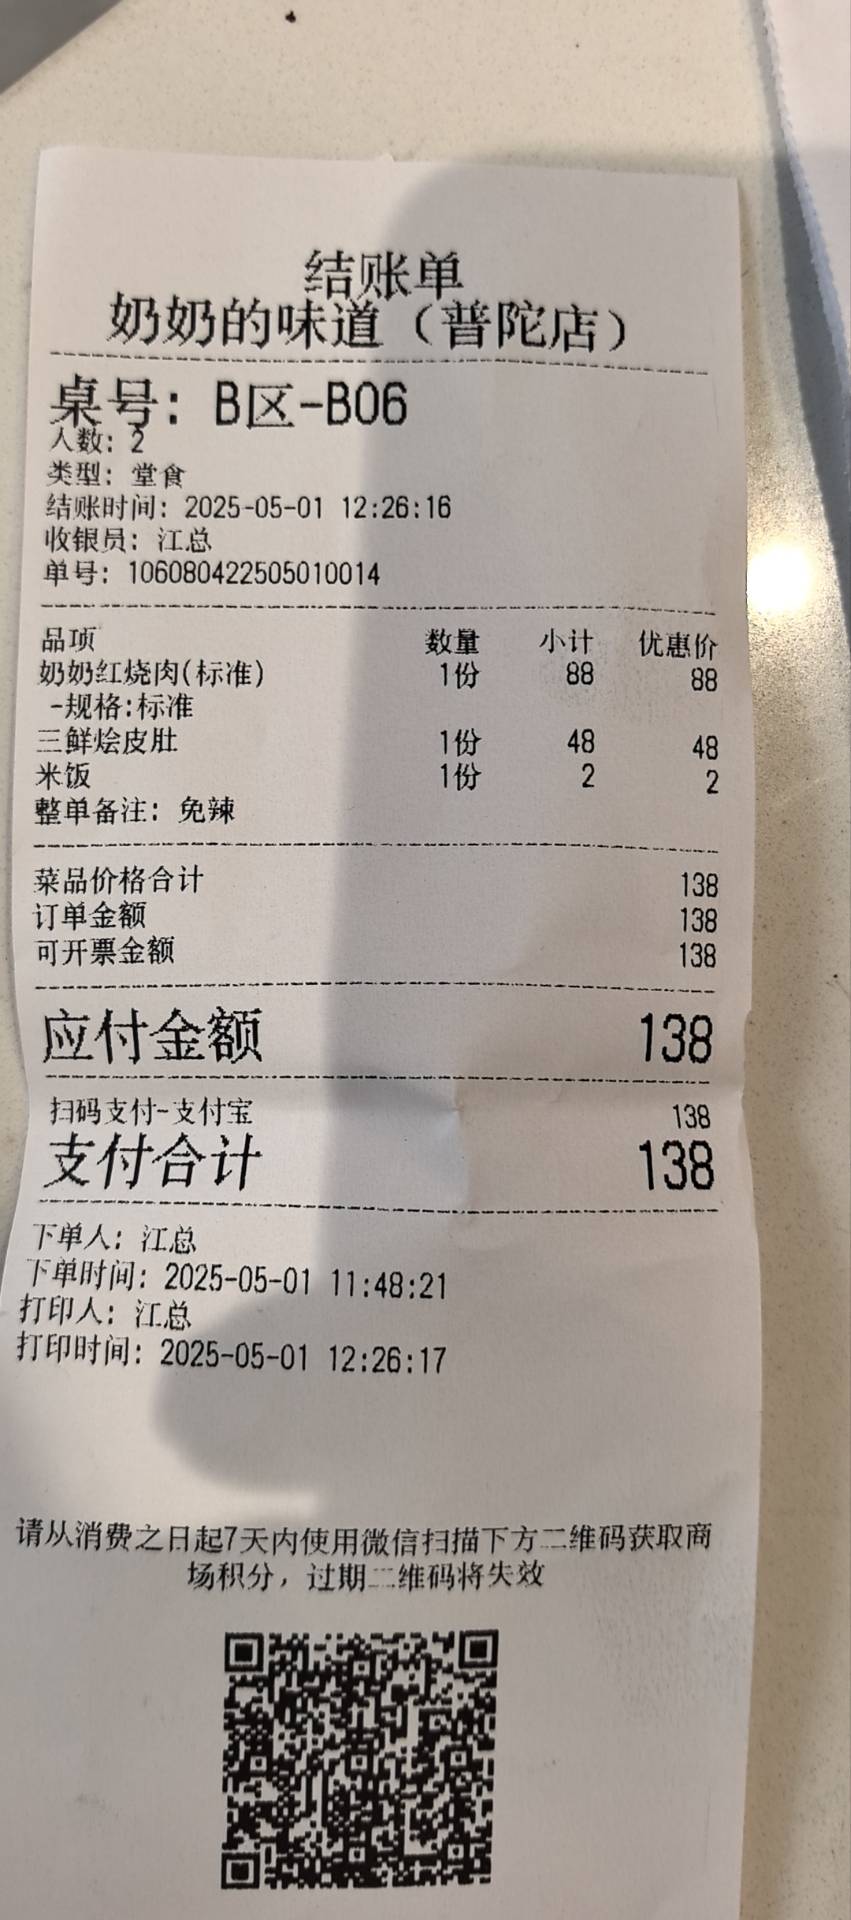 结账单
奶奶的味道（普陀店）
桌号: B区-B06
人数: 2
类型: 堂食
结账时间: 2025-05-01 12:26:16
收银员: 江总
单号: 106080422505010014
品项 数量 小计 优惠价
奶奶红烧肉(标准) 1份 88 88
-规格:标准
三鲜烩皮肚 1份 48 48
米饭 1份 2 2
整单备注: 免辣
菜品价格合计 138
订单金额 138
可开票金额 138
应付金额 138
扫码支付-支付宝 138
支付合计 138
下单人: 江总
下单时间: 2025-05-01 11:48:21
打印人: 江总
打印时间: 2025-05-01 12:26:17
请从消费之日起7天内使用微信扫描下方二维码获取商
场积分，过期二维码将失效